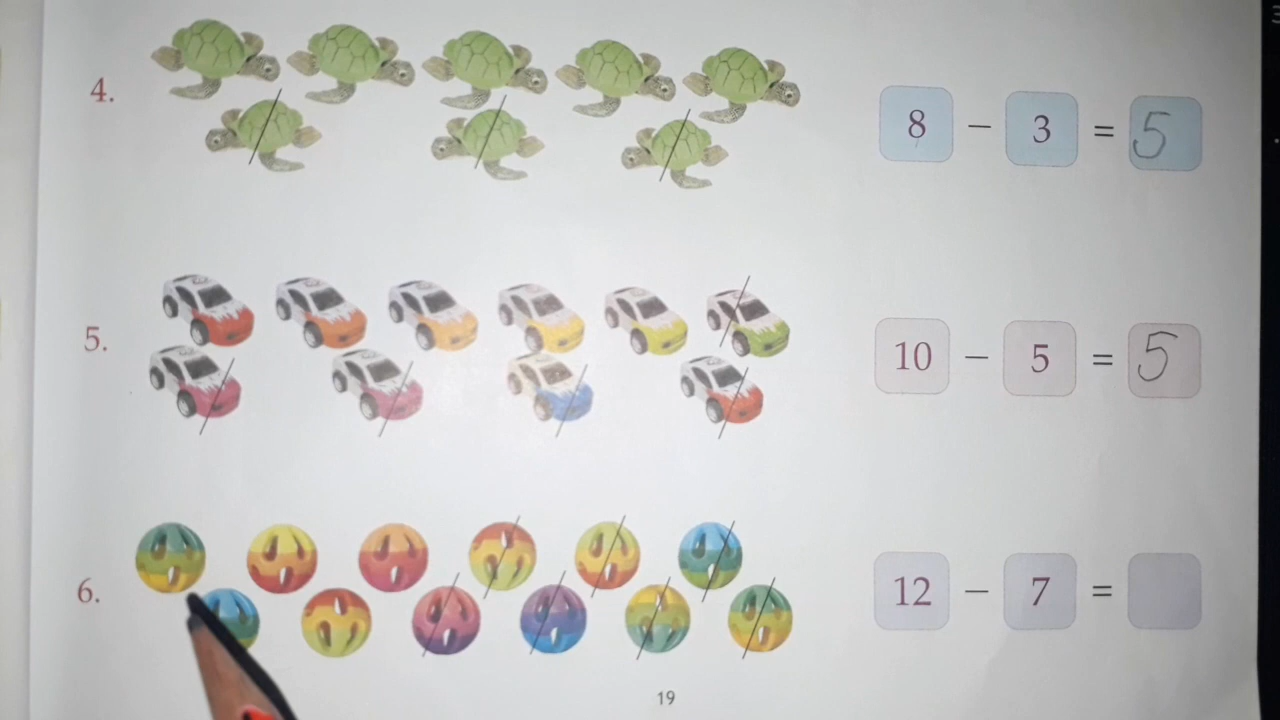 4. 8 − 3 = 5
5. 10 − 5 = 5
6. 12 − 7 =
19